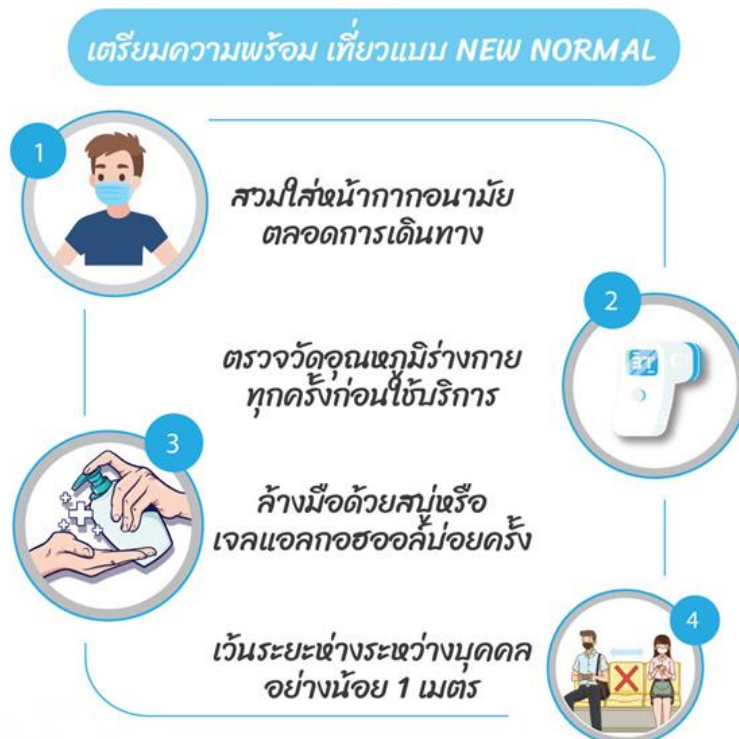 เตรียมความพร้อม เที่ยวแบบ NEW NORMAL
1
สวมใส่หน้ากากอนามัย
ตลอดการเดินทาง
2
ตรวจวัดอุณหภูมิร่างกาย
ทุกครั้งก่อนใช้บริการ
3
ล้างมือด้วยสบู่หรือ
เจลแอลกอฮออล์บ่อยครั้ง
4
เว้นระยะห่างระหว่างบุคคล
อย่างน้อย 1 เมตร